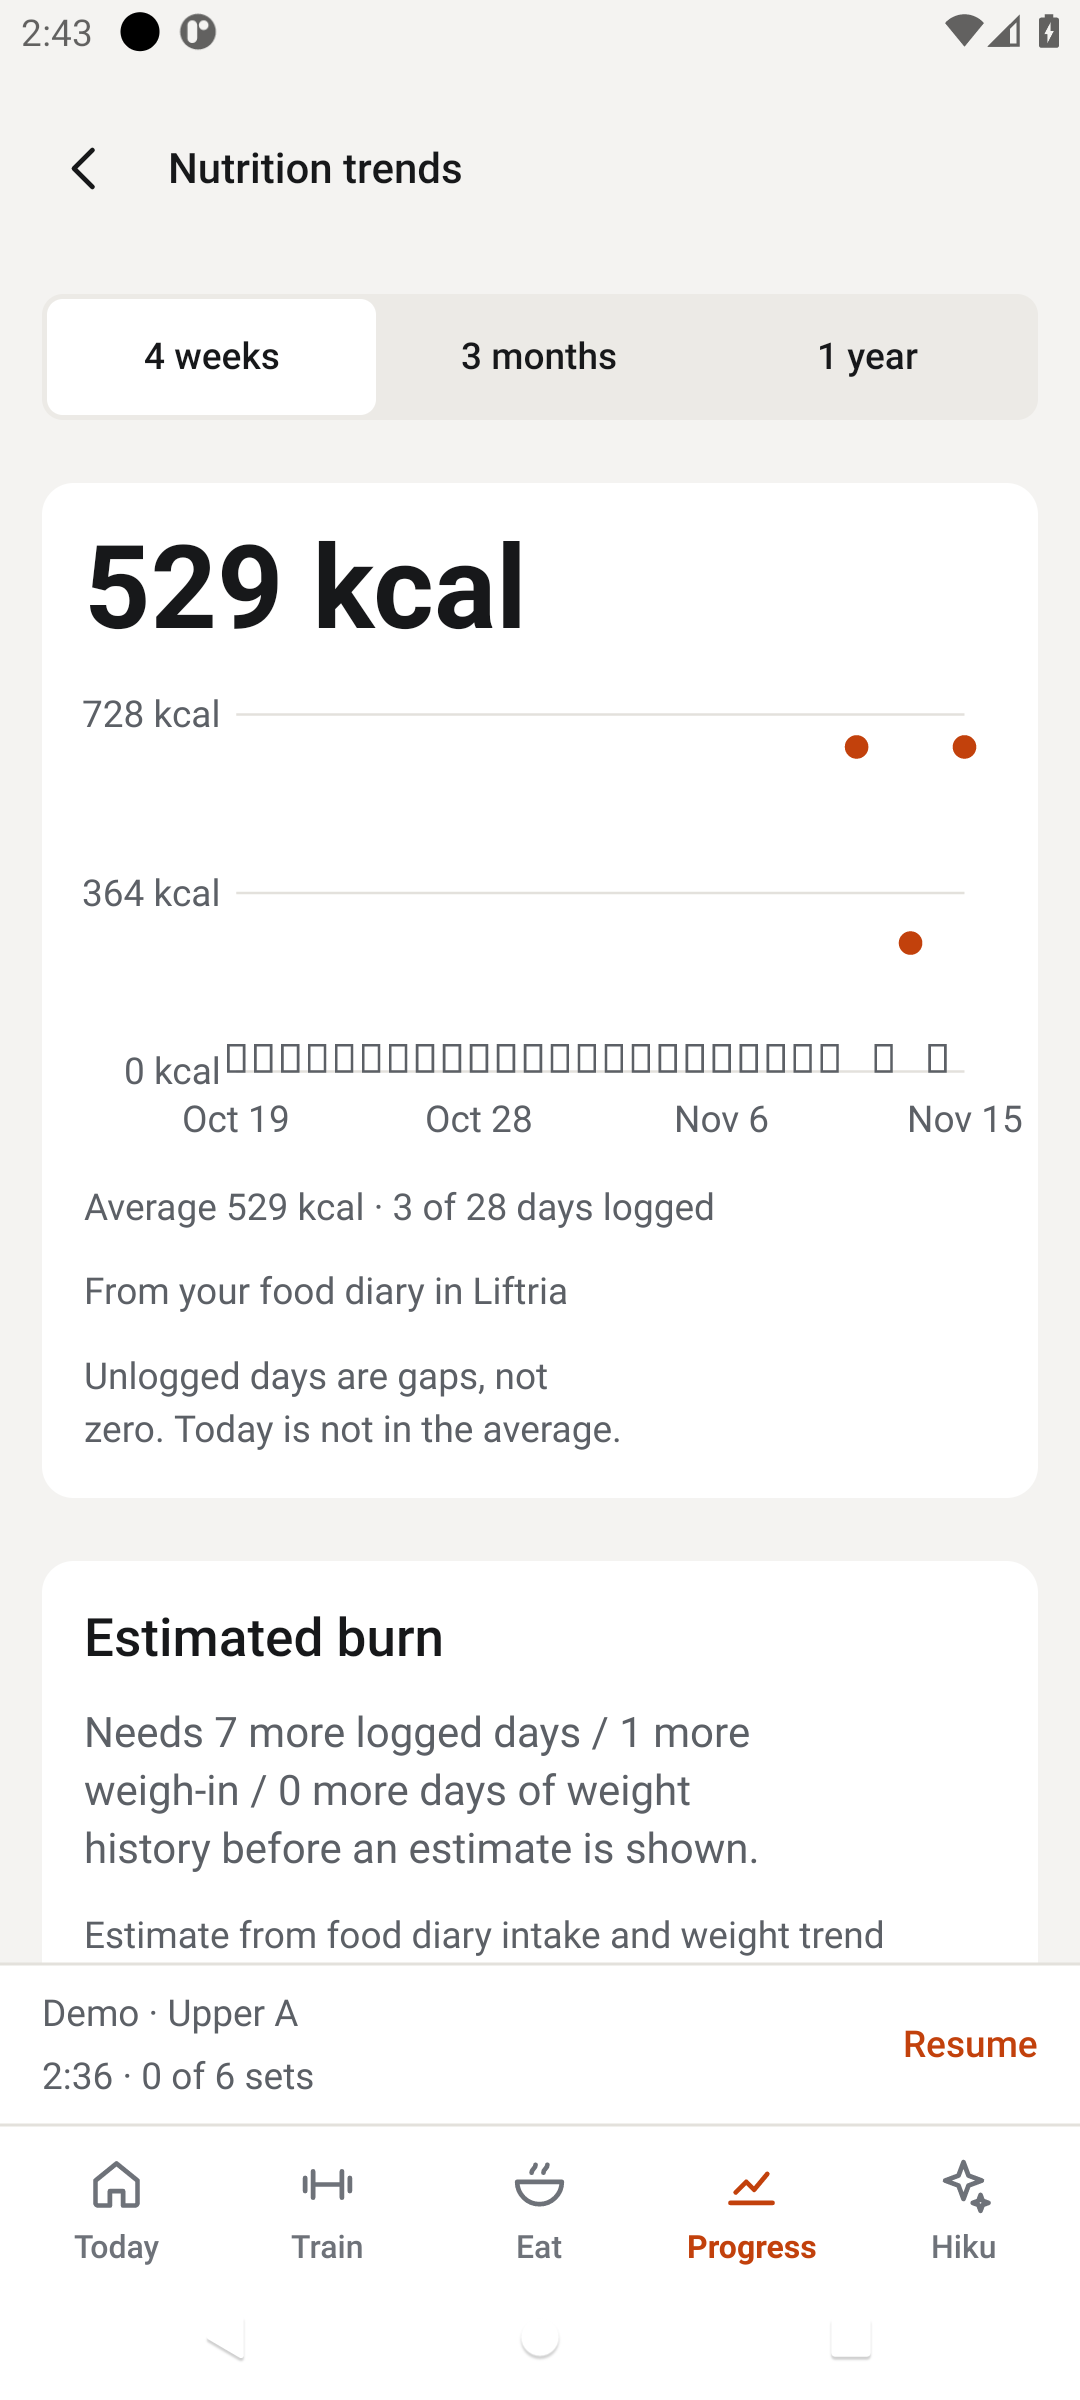 2:43
Nutrition trends
4 weeks
3 months
1 year
529 kcal
728 kcal
364 kcal
0 kcal
Oct 19
Oct 28
Nov 6
Nov 15
Average 529 kcal · 3 of 28 days logged
From your food diary in Liftria
Unlogged days are gaps, not
zero. Today is not in the average.
Estimated burn
Needs 7 more logged days / 1 more
weigh-in / 0 more days of weight
history before an estimate is shown.
Estimate from food diary intake and weight trend
Demo · Upper A
2:36 · 0 of 6 sets
Resume
Today
Train
Eat
Progress
Hiku